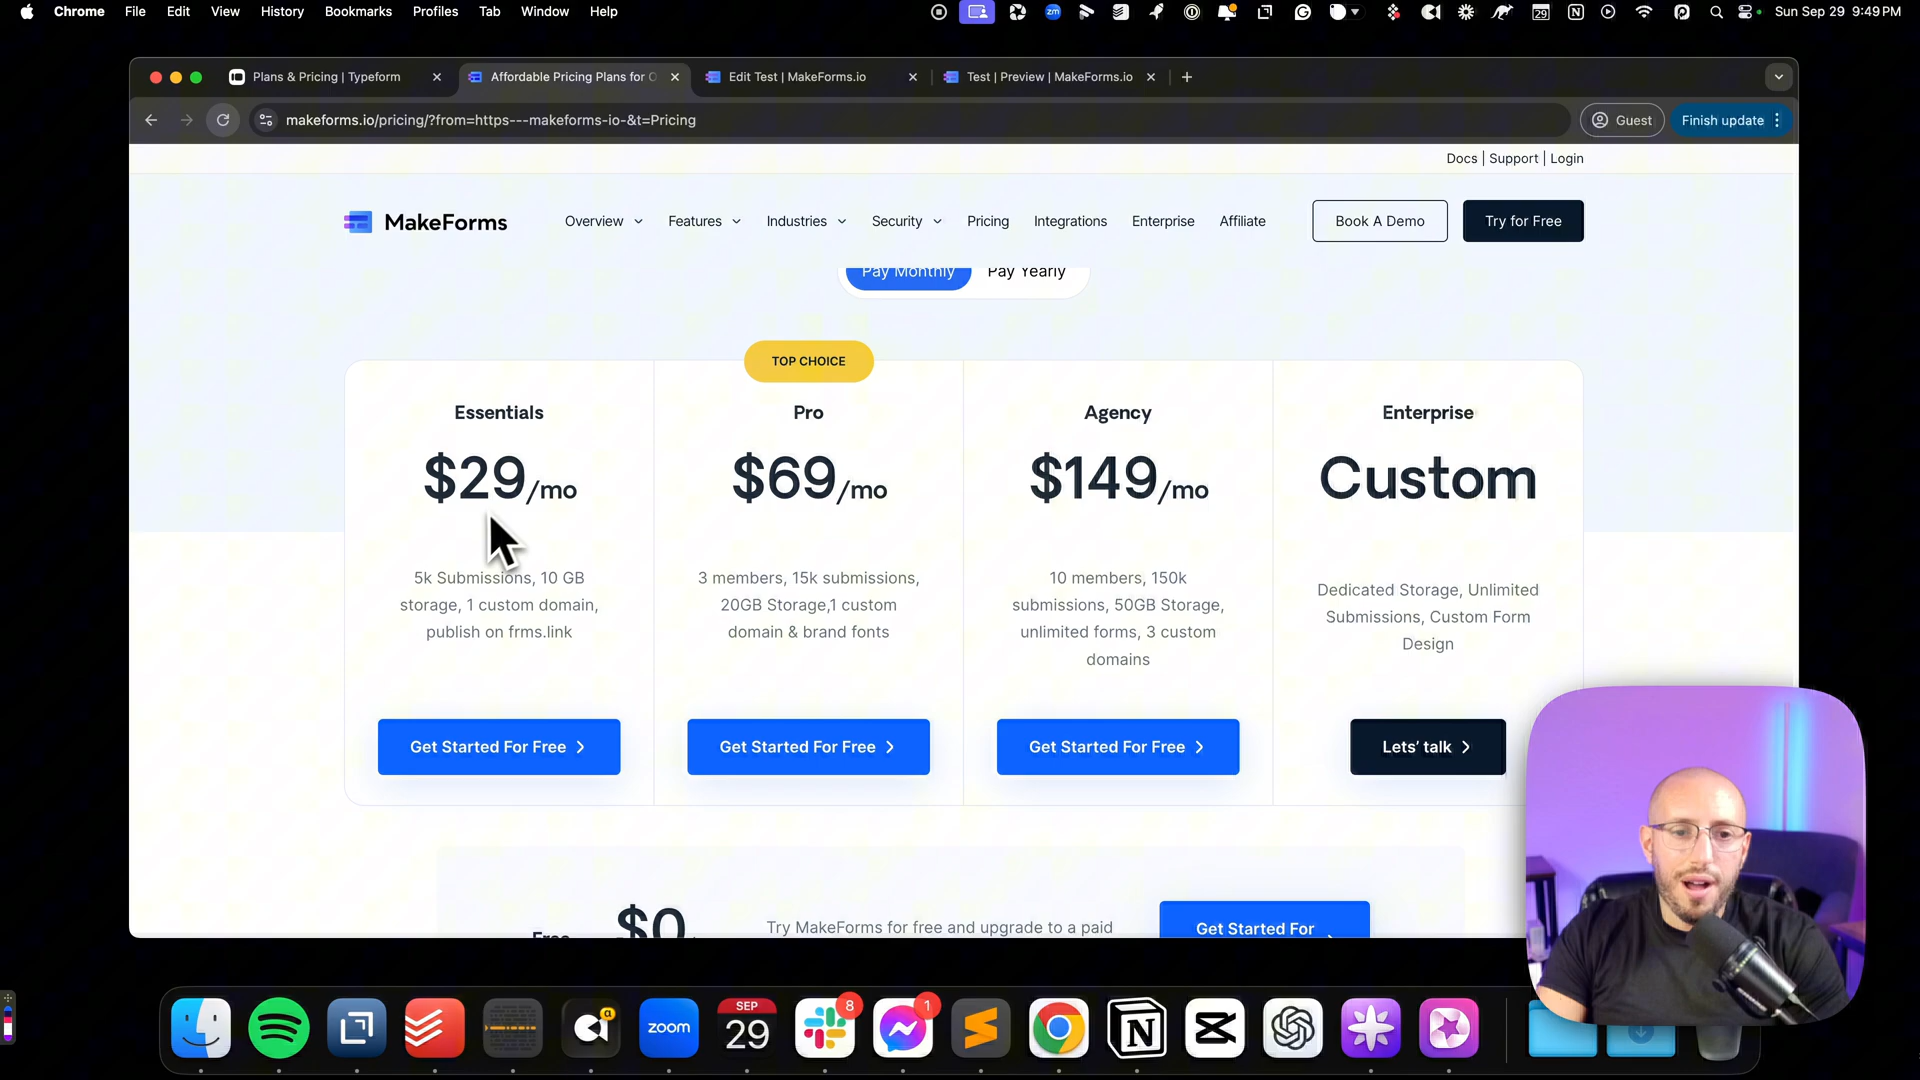 Chrome File Edit View History Bookmarks Profiles Tab Window Help
zm
29
Sun Sep 29 9:49 PM
Plans & Pricing | Typeform
Affordable Pricing Plans for O
Edit Test | MakeForms.io
Test | Preview | MakeForms.io
makeforms.io/pricing/?from=https---makeforms-io-&t=Pricing
Guest
Finish update
Docs | Support | Login
MakeForms
Overview Features Industries Security Pricing Integrations Enterprise Affiliate
Book A Demo
Try for Free
Pay Monthly Pay Yearly
TOP CHOICE
Essentials
$29/mo
5k Submissions, 10 GB
storage, 1 custom domain,
publish on frms.link
Get Started For Free
Pro
$69/mo
3 members, 15k submissions,
20GB Storage,1 custom
domain & brand fonts
Get Started For Free
Agency
$149/mo
10 members, 150k
submissions, 50GB Storage,
unlimited forms, 3 custom
domains
Get Started For Free
Enterprise
Custom
Dedicated Storage, Unlimited
Submissions, Custom Form
Design
Lets’ talk
Free
$0
Try MakeForms for free and upgrade to a paid
Get Started For
a
zoom
SEP
29
8
1